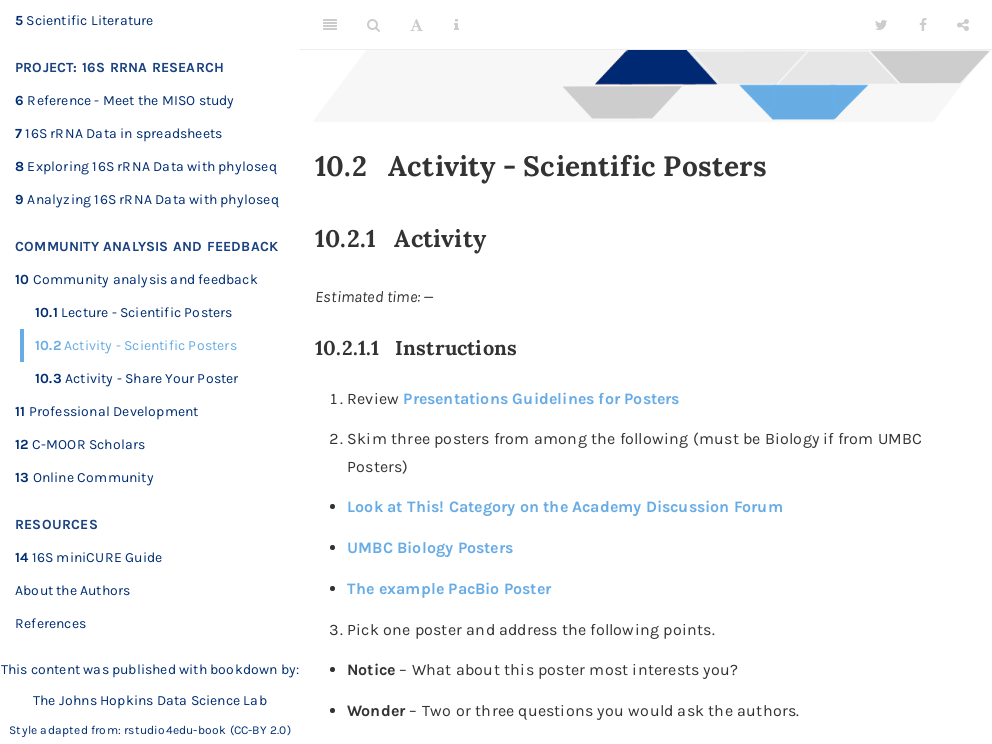 5 Scientific Literature
PROJECT: 16S RRNA RESEARCH
6 Reference - Meet the MISO study
7 16S rRNA Data in spreadsheets
8 Exploring 16S rRNA Data with phyloseq
9 Analyzing 16S rRNA Data with phyloseq
COMMUNITY ANALYSIS AND FEEDBACK
10 Community analysis and feedback
10.1 Lecture - Scientific Posters
10.2 Activity - Scientific Posters
10.3 Activity - Share Your Poster
11 Professional Development
12 C-MOOR Scholars
13 Online Community
RESOURCES
14 16S miniCURE Guide
About the Authors
References
This content was published with bookdown by:
The Johns Hopkins Data Science Lab
Style adapted from: rstudio4edu-book (CC-BY 2.0)
10.2 Activity - Scientific Posters
10.2.1 Activity
Estimated time: –
10.2.1.1 Instructions
1. Review Presentations Guidelines for Posters
2. Skim three posters from among the following (must be Biology if from UMBC
Posters)
• Look at This! Category on the Academy Discussion Forum
• UMBC Biology Posters
• The example PacBio Poster
3. Pick one poster and address the following points.
• Notice – What about this poster most interests you?
• Wonder – Two or three questions you would ask the authors.